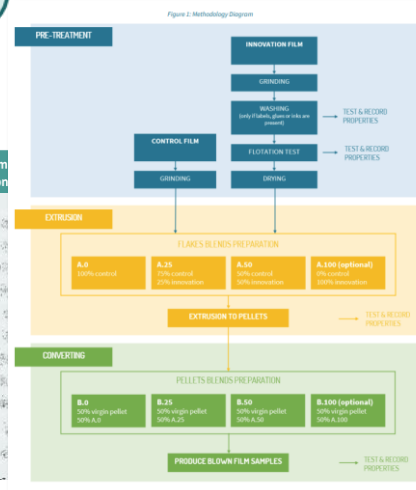 Figure 1: Methodology Diagram
PRE-TREATMENT
INNOVATION FILM
GRINDING
WASHING
(only if labels, glues or inks are
present)
TEST & RECORD
PROPERTIES
CONTROL FILM
FLOTATION TEST
TEST & RECORD
PROPERTIES
GRINDING
DRYING
EXTRUSION
FLAKES BLENDS PREPARATION
A.0
100% control
A.25
75% control
25% innovation
A.50
50% control
50% innovation
A.100 (optional)
0% control
100% innovation
EXTRUSION TO PELLETS
TEST & RECORD
PROPERTIES
CONVERTING
PELLETS BLENDS PREPARATION
B.0
50% virgin pellet
50% A.0
B.25
50% virgin pellet
50% A.25
B.50
50% virgin pellet
50% A.50
B.100 (optional)
50% virgin pellet
50% A.100
PRODUCE BLOWN FILM SAMPLES
TEST & RECORD
PROPERTIES